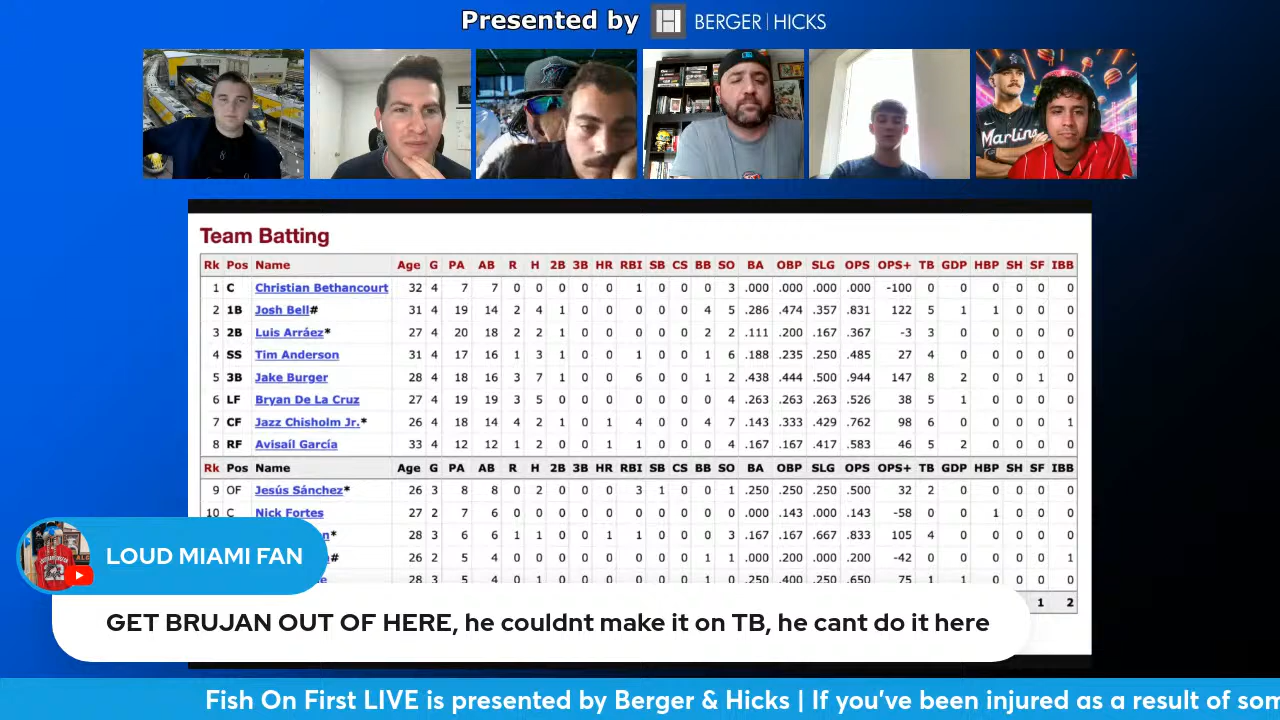 Presented by BERGER | HICKS
Marlins
Team Batting
Rk Pos Name Age G PA AB R H 2B 3B HR RBI SB CS BB SO BA OBP SLG OPS OPS+ TB GDP HBP SH SF IBB
1 C Christian Bethancourt 32 4 7 7 0 0 0 0 0 1 0 0 0 3 .000 .000 .000 .000 -100 0 0 0 0 0 0
2 1B Josh Bell# 31 4 19 14 2 4 1 0 0 0 0 0 4 5 .286 .474 .357 .831 122 5 1 1 0 0 0
3 2B Luis Arráez* 27 4 20 18 2 2 1 0 0 0 0 0 2 2 .111 .200 .167 .367 -3 3 0 0 0 0 0
4 SS Tim Anderson 31 4 17 16 1 3 1 0 0 1 0 0 1 6 .188 .235 .250 .485 27 4 0 0 0 0 0
5 3B Jake Burger 28 4 18 16 3 7 1 0 0 6 0 0 1 2 .438 .444 .500 .944 147 8 2 0 0 1 0
6 LF Bryan De La Cruz 27 4 19 19 3 5 0 0 0 0 0 0 0 4 .263 .263 .263 .526 38 5 1 0 0 0 0
7 CF Jazz Chisholm Jr.* 26 4 18 14 4 2 1 0 1 4 0 0 4 7 .143 .333 .429 .762 98 6 0 0 0 0 1
8 RF Avisaíl García 33 4 12 12 1 2 0 0 1 1 0 0 0 4 .167 .167 .417 .583 46 5 2 0 0 0 0
Rk Pos Name Age G PA AB R H 2B 3B HR RBI SB CS BB SO BA OBP SLG OPS OPS+ TB GDP HBP SH SF IBB
9 OF Jesús Sánchez* 26 3 8 8 0 2 0 0 0 3 1 0 0 1 .250 .250 .250 .500 32 2 0 0 0 0 0
10 C Nick Fortes 27 2 7 6 0 0 0 0 0 0 0 0 0 1 .000 .143 .000 .143 -58 0 0 1 0 0 0
n* 28 3 6 6 1 1 0 0 1 1 0 0 0 3 .167 .167 .667 .833 105 4 0 0 0 0 0
# 26 2 5 4 0 0 0 0 0 0 0 0 1 1 .000 .200 .000 .200 -42 0 0 0 0 0 1
e 28 3 5 4 0 1 0 0 0 0 0 0 1 0 .250 .400 .250 .650 75 1 1 0 0 0 0
1 2
LOUD MIAMI FAN
GET BRUJAN OUT OF HERE, he couldnt make it on TB, he cant do it here
Fish On First LIVE is presented by Berger & Hicks | If you've been injured as a result of son